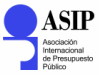 ASIP
Asociación
Internacional
de Presupuesto
Público